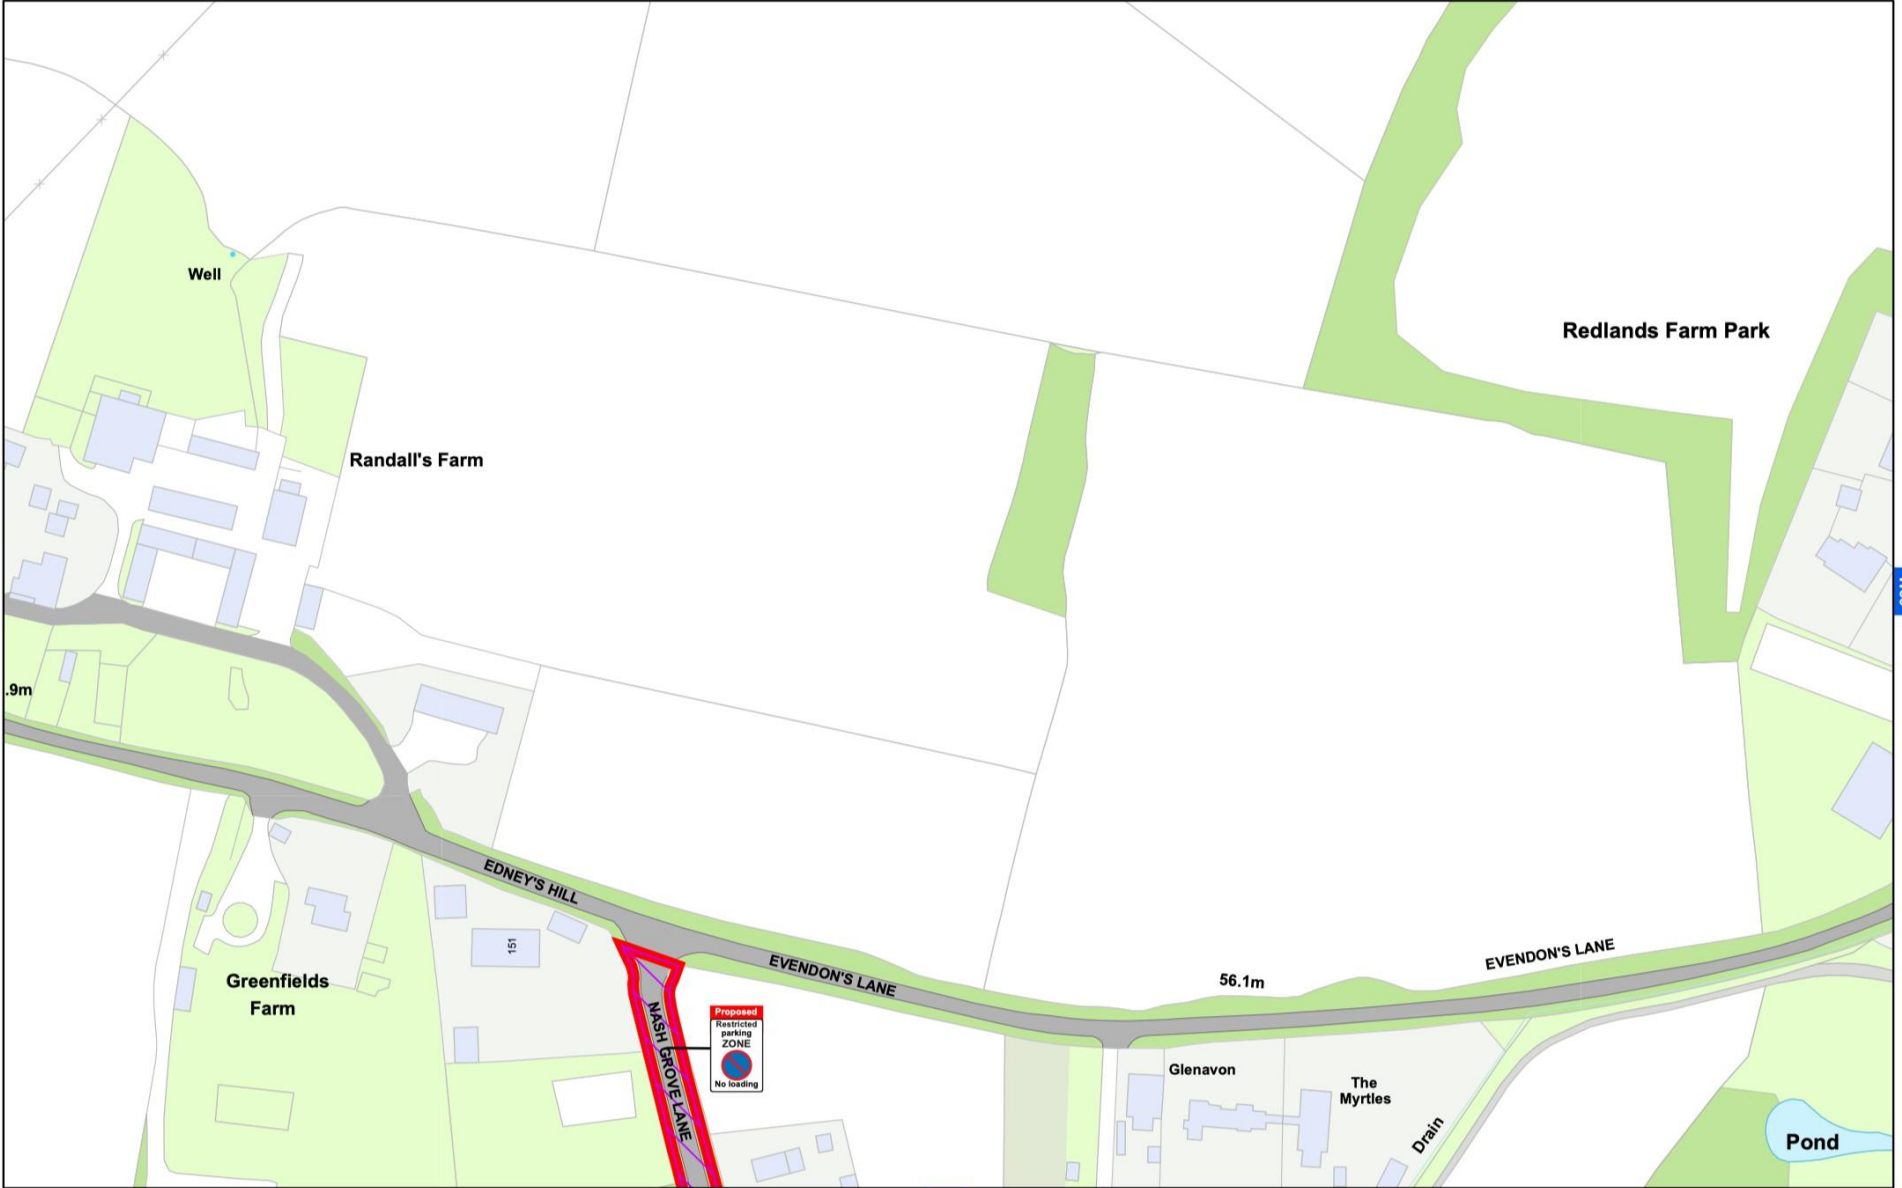 Well
Redlands Farm Park
Randall's Farm
.9m
EDNEY'S HILL
151
EVENDON'S LANE
EVENDON'S LANE
56.1m
Greenfields
Farm
NASH GROVE LANE
Proposed
Restricted
parking
ZONE
No loading
Glenavon
The
Myrtles
Drain
Pond